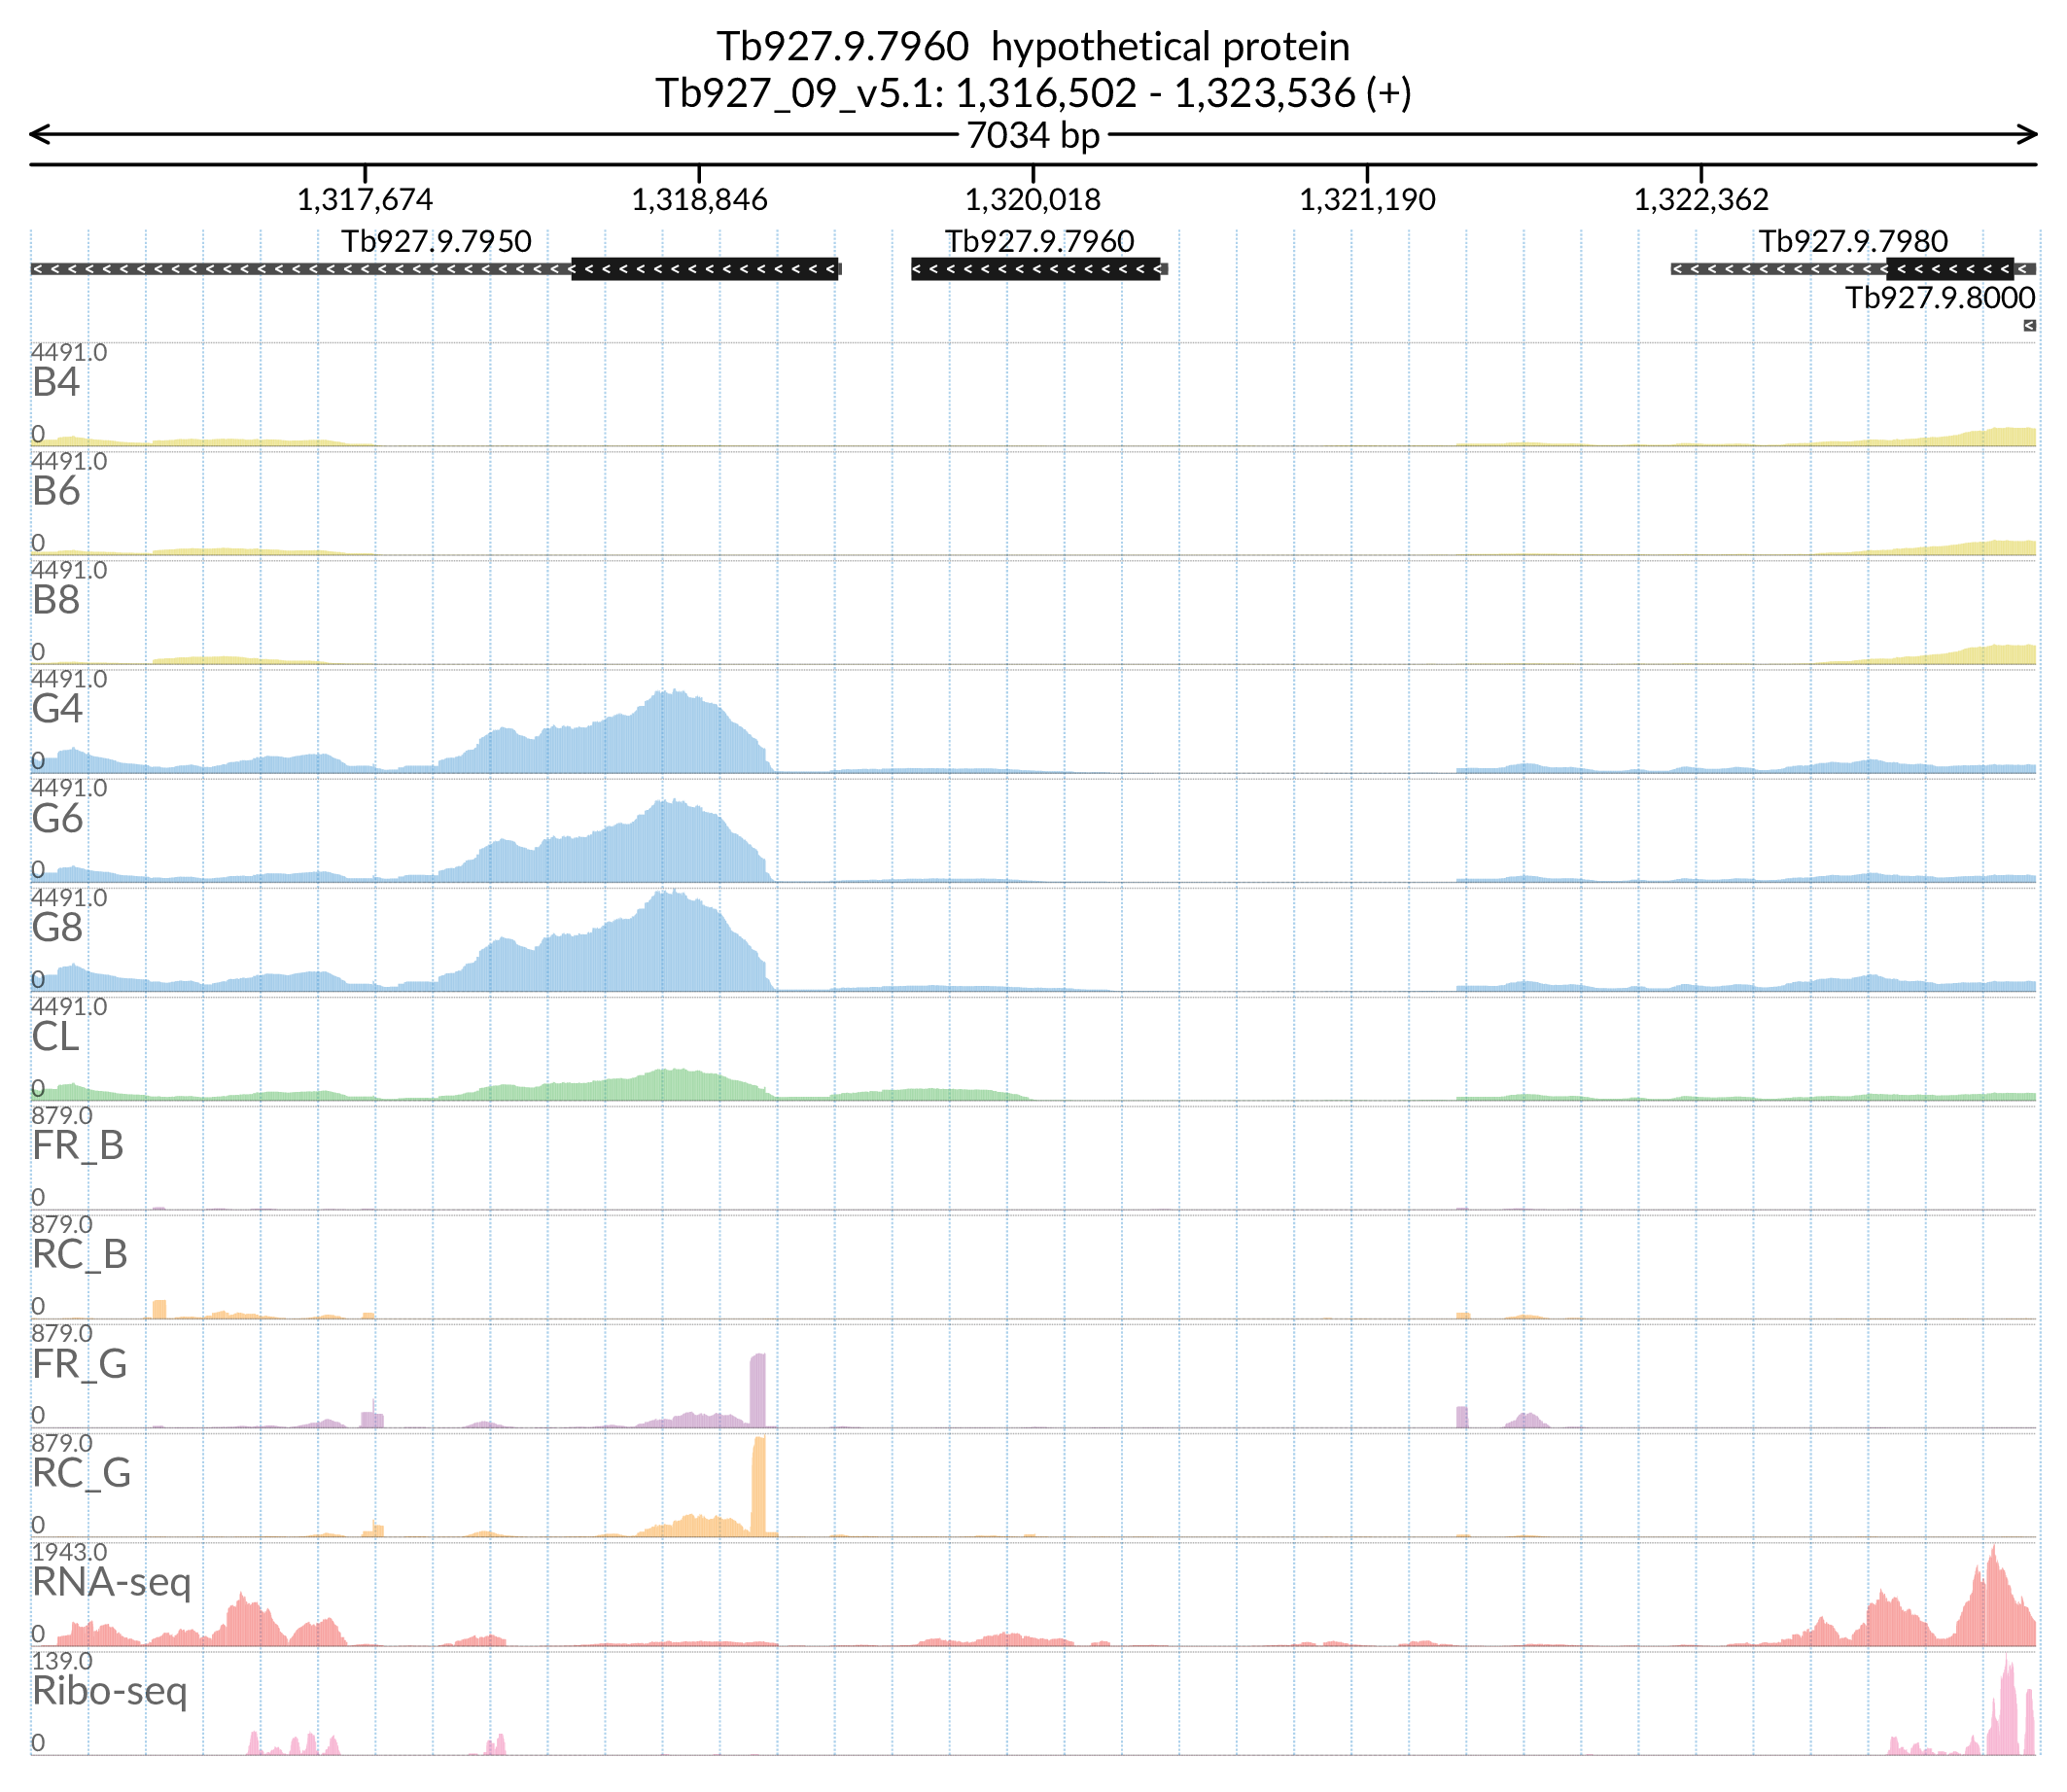 Tb927.9.7960  hypothetical protein
Tb927_09_v5.1: 1,316,502 - 1,323,536 (+)
7034 bp
1,317,674 1,318,846 1,320,018 1,321,190 1,322,362
Tb927.9.7950 Tb927.9.7960 Tb927.9.7980
Tb927.9.8000
4491.0
B4
0
4491.0
B6
0
4491.0
B8
0
4491.0
G4
0
4491.0
G6
0
4491.0
G8
0
4491.0
CL
0
879.0
FR_B
0
879.0
RC_B
0
879.0
FR_G
0
879.0
RC_G
0
1943.0
RNA-seq
0
139.0
Ribo-seq
0